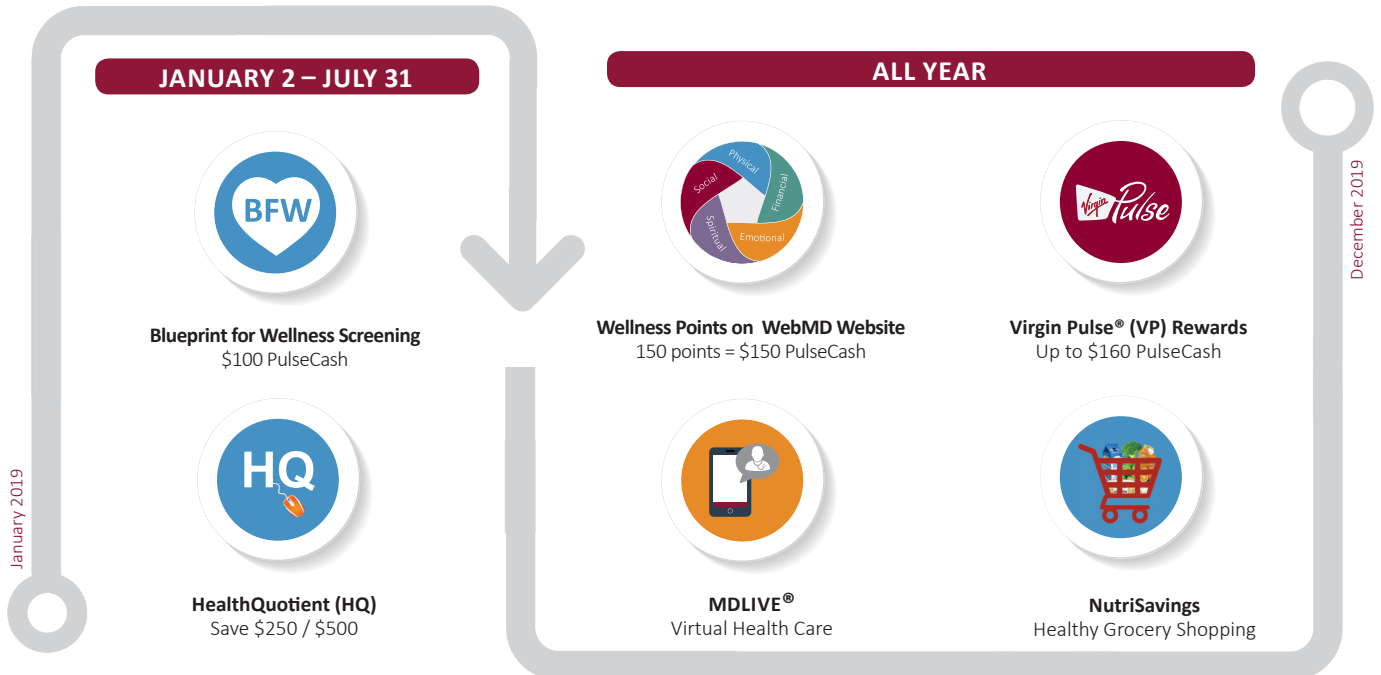 JANUARY 2 – JULY 31
BFW
Blueprint for Wellness Screening
$100 PulseCash
HQ
HealthQuotient (HQ)
Save $250 / $500
January 2019
ALL YEAR
Physical
Financial
Emotional
Spiritual
Social
Wellness Points on WebMD Website
150 points = $150 PulseCash
Virgin Pulse
Virgin Pulse® (VP) Rewards
Up to $160 PulseCash
MDLIVE®
Virtual Health Care
NutriSavings
Healthy Grocery Shopping
December 2019